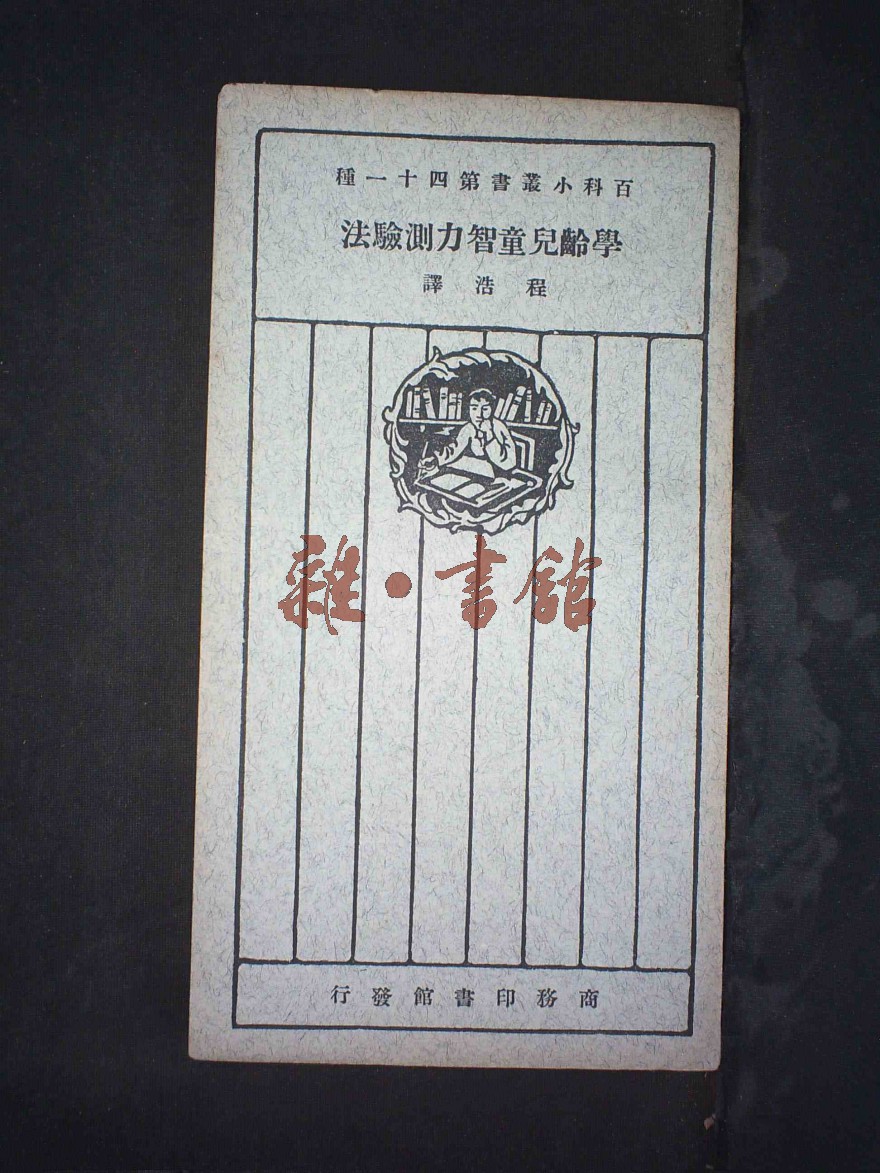 百科小叢書第四十一種
學齡兒童智力測驗法
程浩譯
雜·書館
商務印書館發行